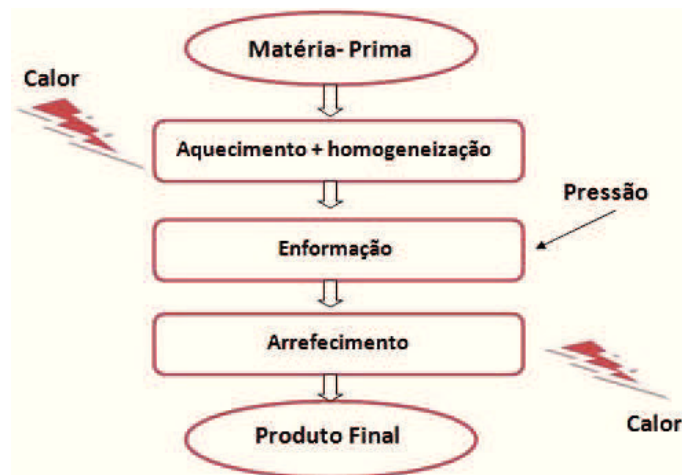 Matéria- Prima
Calor
Aquecimento + homogeneização
Pressão
Enformação
Arrefecimento
Calor
Produto Final